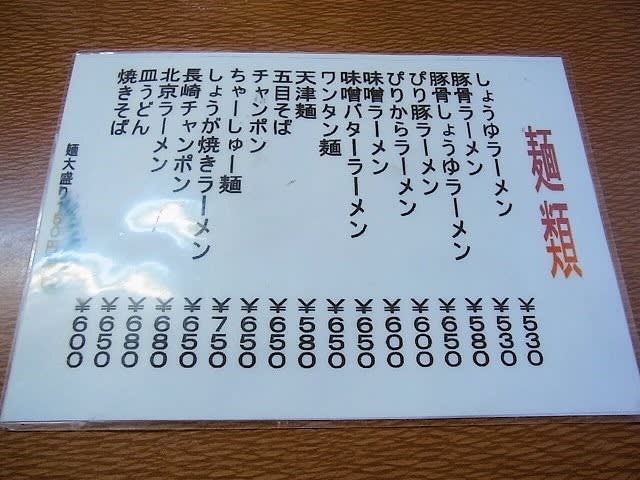 麺類
しょうゆラーメン ¥530
豚骨ラーメン ¥530
豚骨しょうゆラーメン ¥580
ぴり豚ラーメン ¥650
ぴりからラーメン ¥600
味噌ラーメン ¥600
味噌バターラーメン ¥650
ワンタン麺 ¥650
天津麺 ¥580
五目そば ¥650
チャンポン ¥650
ちゃーしゅー麺 ¥750
しょうが焼きラーメン ¥650
長崎チャンポン ¥680
北京ラーメン ¥680
皿うどん ¥650
焼きそば ¥600
麺大盛り